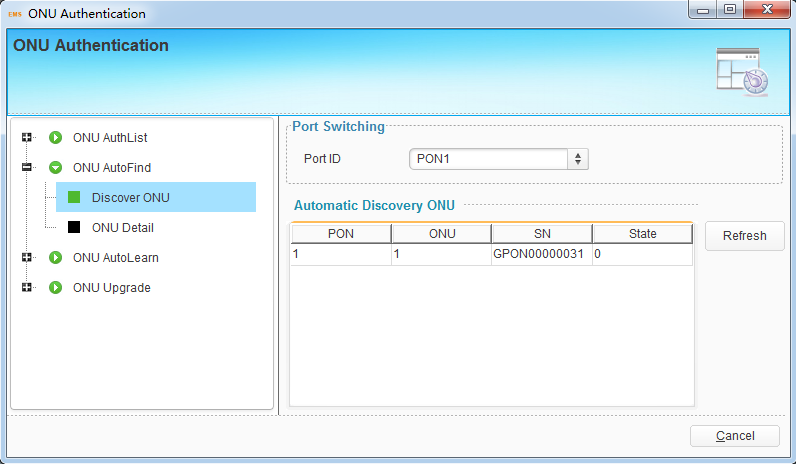 EMS ONU Authentication
ONU Authentication
ONU AuthList
ONU AutoFind
Discover ONU
ONU Detail
ONU AutoLearn
ONU Upgrade
Port Switching
Port ID PON1
Automatic Discovery ONU
PON ONU SN State
1 1 GPON00000031 0
Refresh
Cancel